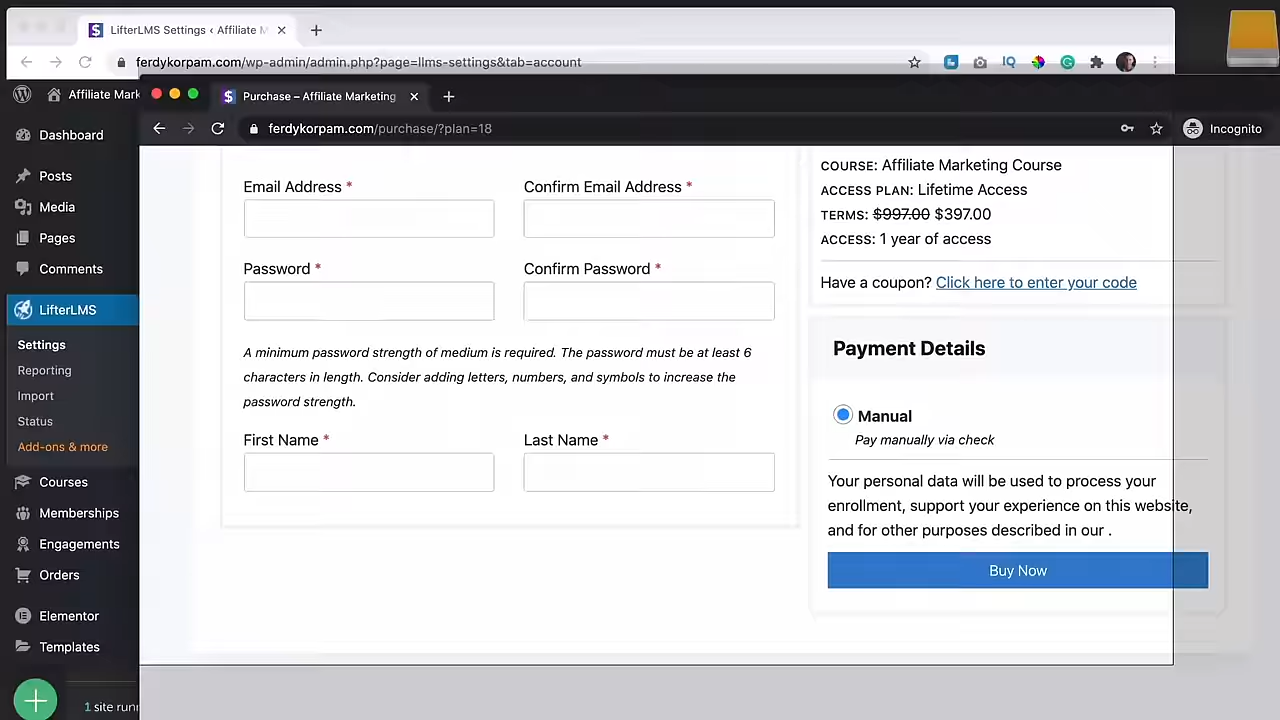 LifterLMS Settings ‹ Affiliate M
ferdykorpam.com/wp-admin/admin.php?page=llms-settings&tab=account
Affiliate Mark
Purchase – Affiliate Marketing
ferdykorpam.com/purchase/?plan=18
Incognito
Dashboard
Posts
Media
Pages
Comments
LifterLMS
Settings
Reporting
Import
Status
Add-ons & more
Courses
Memberships
Engagements
Orders
Elementor
Templates
1 site runn
Email Address *
Confirm Email Address *
Password *
Confirm Password *
A minimum password strength of medium is required. The password must be at least 6
characters in length. Consider adding letters, numbers, and symbols to increase the
password strength.
First Name *
Last Name *
COURSE: Affiliate Marketing Course
ACCESS PLAN: Lifetime Access
TERMS: $997.00 $397.00
ACCESS: 1 year of access
Have a coupon? Click here to enter your code
Payment Details
Manual
Pay manually via check
Your personal data will be used to process your
enrollment, support your experience on this website,
and for other purposes described in our .
Buy Now